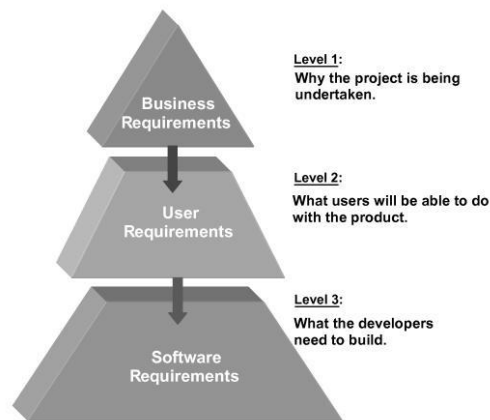 Level 1:
Why the project is being
undertaken.
Business
Requirements
Level 2:
What users will be able to do
with the product.
User
Requirements
Level 3:
What the developers
need to build.
Software
Requirements